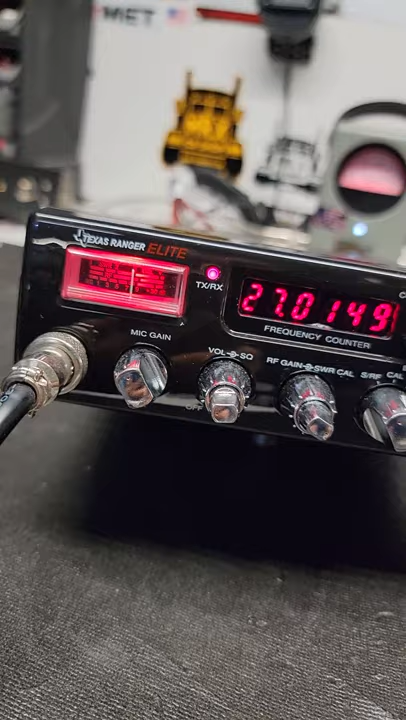 MET
TEXAS RANGER ELITE
TX/RX
27.0149
FREQUENCY COUNTER
MIC GAIN
VOL SQ
RF GAIN SWR CAL
S/RF CAL
OFF